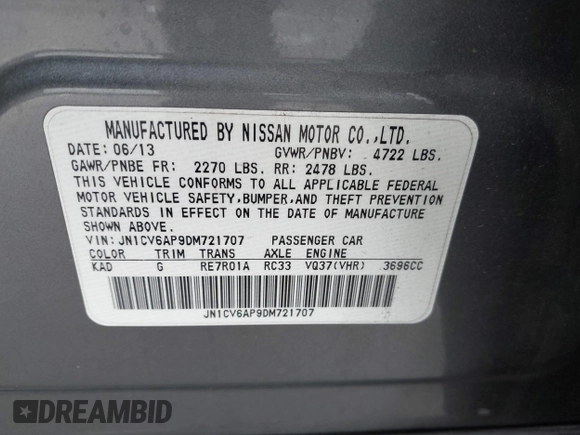 MANUFACTURED BY NISSAN MOTOR CO.,LTD.
DATE: 06/13 GVWR/PNBV: 4722 LBS.
GAWR/PNBE FR: 2270 LBS. RR: 2478 LBS.
THIS VEHICLE CONFORMS TO ALL APPLICABLE FEDERAL
MOTOR VEHICLE SAFETY,BUMPER,AND THEFT PREVENTION
STANDARDS IN EFFECT ON THE DATE OF MANUFACTURE
SHOWN ABOVE.
VIN: JN1CV6AP9DM721707 PASSENGER CAR
COLOR TRIM TRANS AXLE ENGINE
KAD G RE7R01A RC33 VQ37(VHR) 3696CC
JN1CV6AP9DM721707
DREAMBID